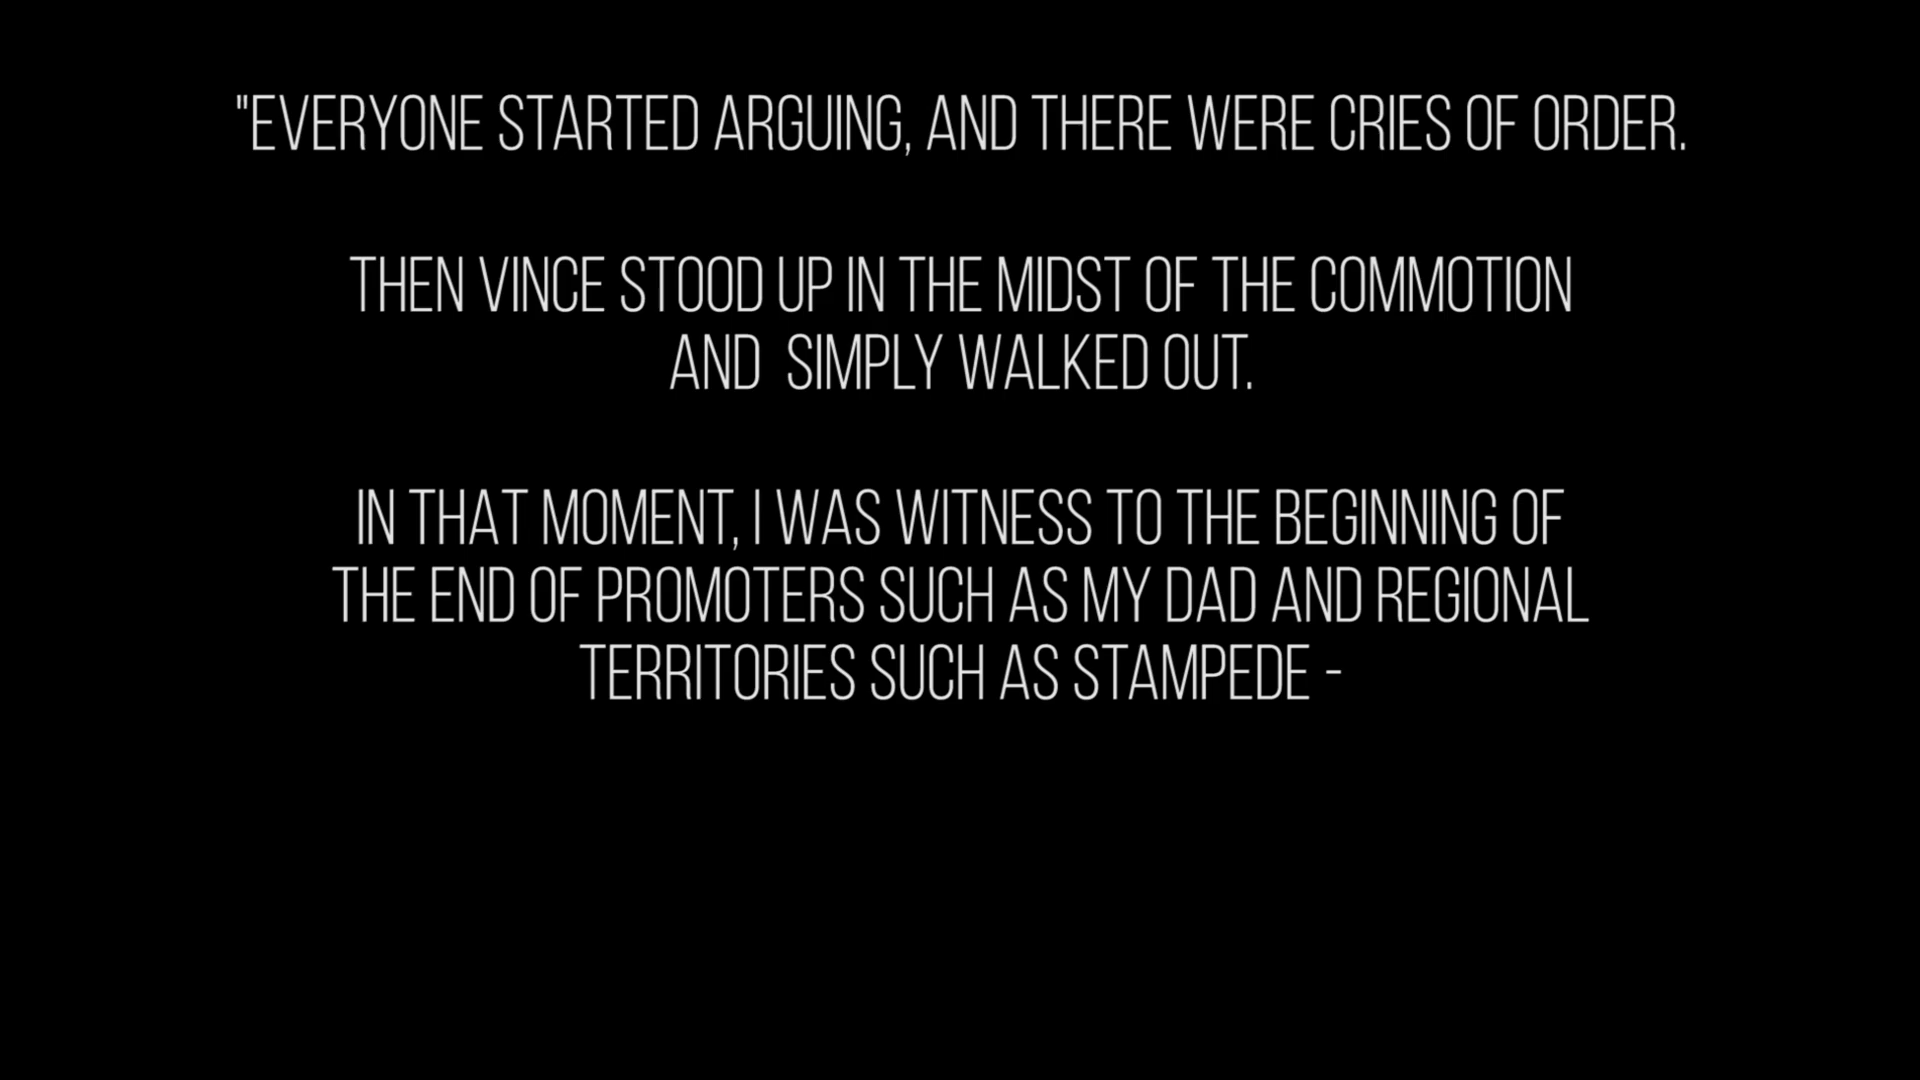 "EVERYONE STARTED ARGUING, AND THERE WERE CRIES OF ORDER.
THEN VINCE STOOD UP IN THE MIDST OF THE COMMOTION
AND SIMPLY WALKED OUT.
IN THAT MOMENT, I WAS WITNESS TO THE BEGINNING OF
THE END OF PROMOTERS SUCH AS MY DAD AND REGIONAL
TERRITORIES SUCH AS STAMPEDE -